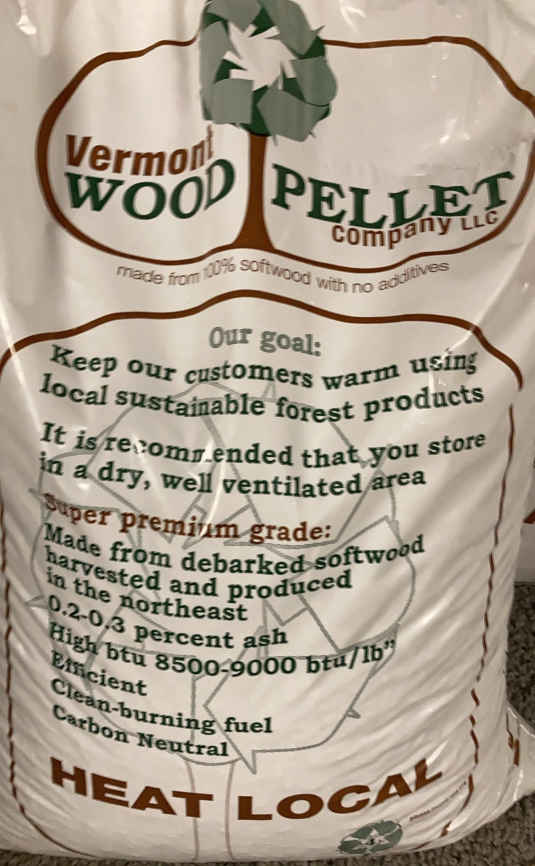 Vermont
WOOD PELLET
company LLC
made from 100% softwood with no additives
Our goal:
Keep our customers warm using
local sustainable forest products
It is recommended that you store
in a dry, well ventilated area
Super premium grade:
Made from debarked softwood
harvested and produced
in the northeast
0.2-0.3 percent ash
High btu 8500-9000 btu/lb"
Efficient
Clean-burning fuel
Carbon Neutral
HEAT LOCAL